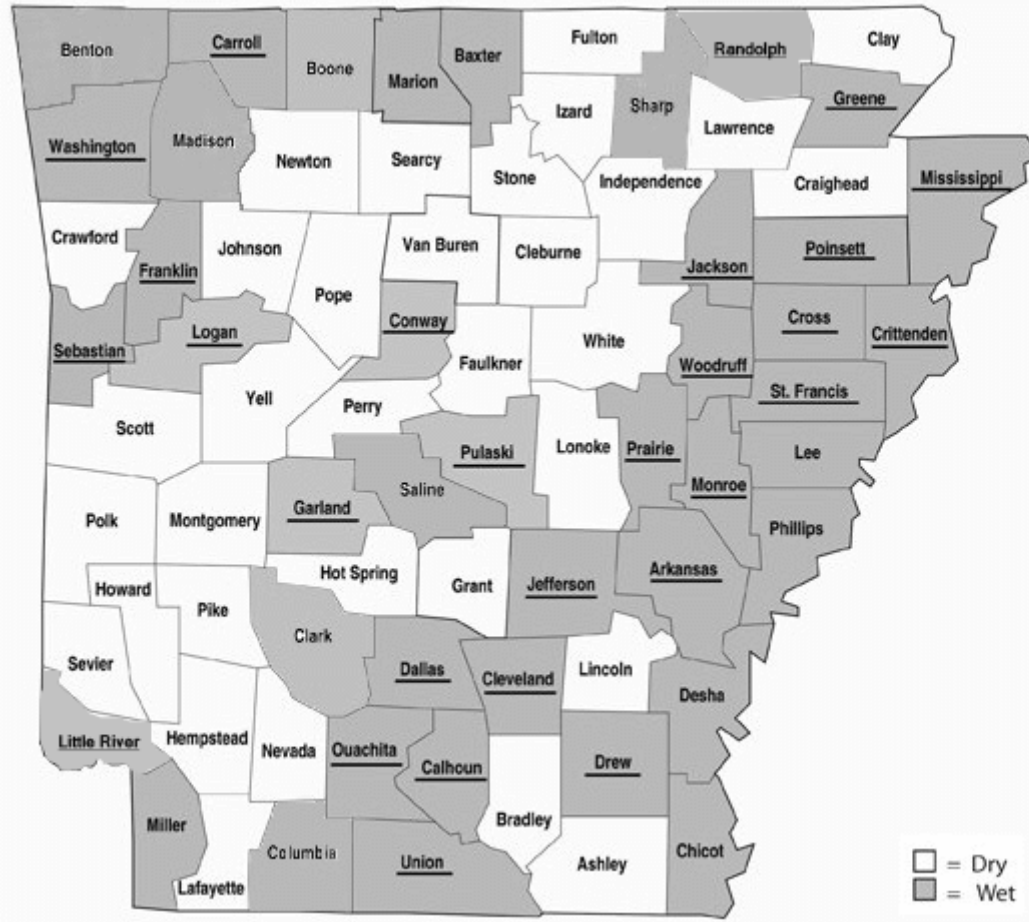 Benton
Carroll
Boone
Marion
Baxter
Fulton
Randolph
Clay
Sharp
Izard
Greene
Lawrence
Washington
Madison
Newton
Searcy
Stone
Independence
Craighead
Mississippi
Crawford
Franklin
Johnson
Pope
Van Buren
Cleburne
Jackson
Poinsett
Sebastian
Logan
Conway
Faulkner
White
Woodruff
Cross
Crittenden
St. Francis
Scott
Yell
Perry
Pulaski
Lonoke
Prairie
Monroe
Lee
Phillips
Polk
Montgomery
Garland
Saline
Hot Spring
Grant
Jefferson
Arkansas
Howard
Pike
Clark
Dallas
Cleveland
Lincoln
Desha
Sevier
Little River
Hempstead
Nevada
Ouachita
Calhoun
Drew
Bradley
Miller
Lafayette
Columbia
Union
Ashley
Chicot
= Dry
= Wet